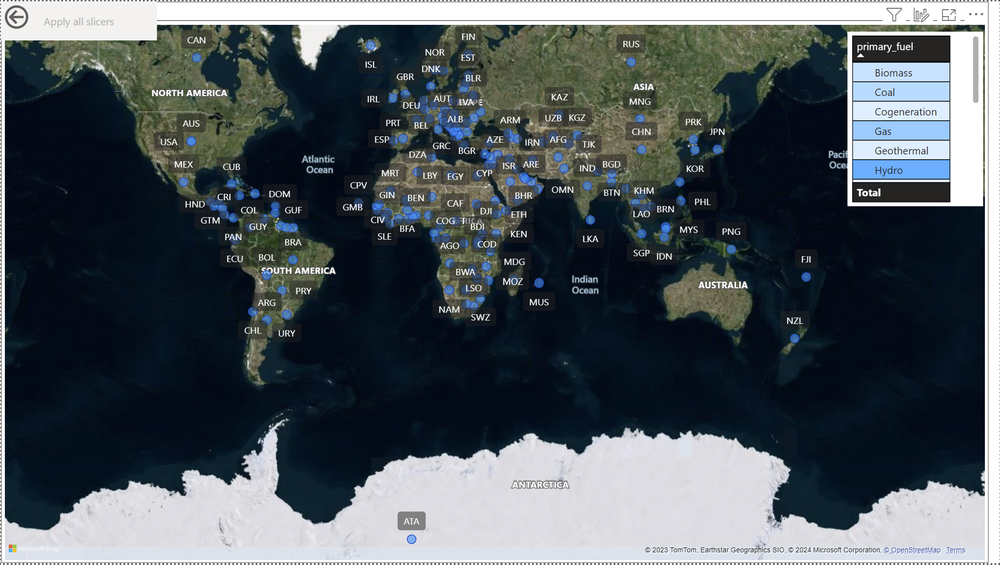 Apply all slicers
CAN
FIN
ISL
NOR
EST
DNK
GBR
BLR
RUS
NORTH AMERICA
ASIA
IRL
DEU
AUT
LVA
KAZ
MNG
AUS
PRT
BEL
ALB
ARM
UZB
KGZ
PRK
USA
ESP
GRC
BGR
AZE
IRN
AFG
TJK
CHN
JPN
MEX
CUB
Atlantic
Ocean
DZA
MRT
LBY
EGY
CYP
ISR
ARE
IND
BGD
KOR
CPV
GIN
BEN
BHR
OMN
BTN
KHM
HND
CRI
DOM
GMB
CAF
DJI
ETH
LAO
BRN
PHL
GTM
COL
GUF
CIV
BFA
COG
BDI
GUY
PAN
BRA
SLE
AGO
COD
KEN
LKA
MYS
PNG
SGP
IDN
ECU
BOL
SOUTH AMERICA
BWA
MDG
MOZ
LSO
Indian
Ocean
AUSTRALIA
FJI
PRY
ARG
NAM
SWZ
MUS
CHL
URY
NZL
ANTARCTICA
ATA
primary_fuel
Biomass
Coal
Cogeneration
Gas
Geothermal
Hydro
Total
Microsoft Bing
© 2023 TomTom, Earthstar Geographics SIO, © 2024 Microsoft Corporation, © OpenStreetMap Terms